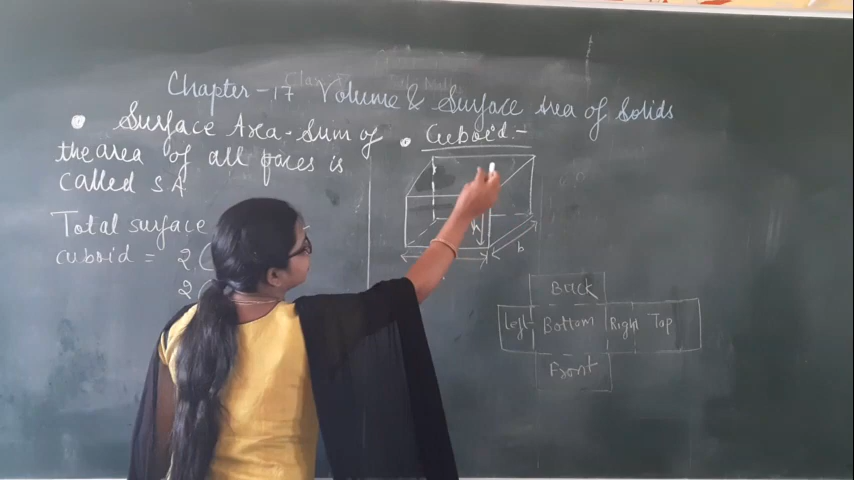 Chapter-17 Volume & Surface Area of Solids
• Surface Area - Sum of
the area of all faces is
called SA
Total surface
cuboid = 2(
2
• Cuboid :-
h
b
Back
Left Bottom Right Top
Front